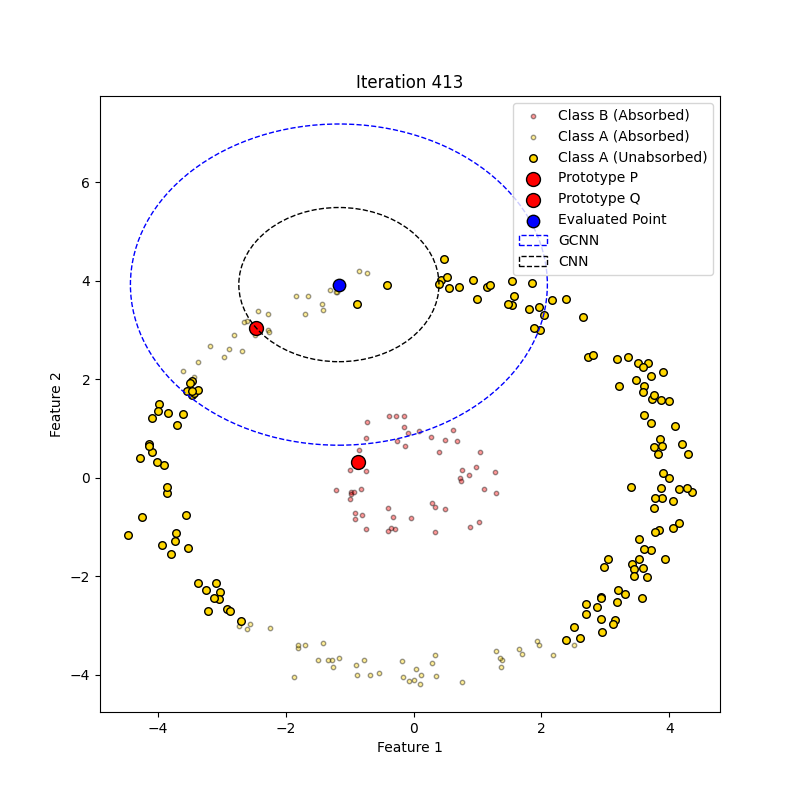 Iteration 413
Class B (Absorbed)
Class A (Absorbed)
Class A (Unabsorbed)
Prototype P
Prototype Q
Evaluated Point
GCNN
CNN
6
4
2
0
−2
−4
Feature 2
−4 −2 0 2 4
Feature 1